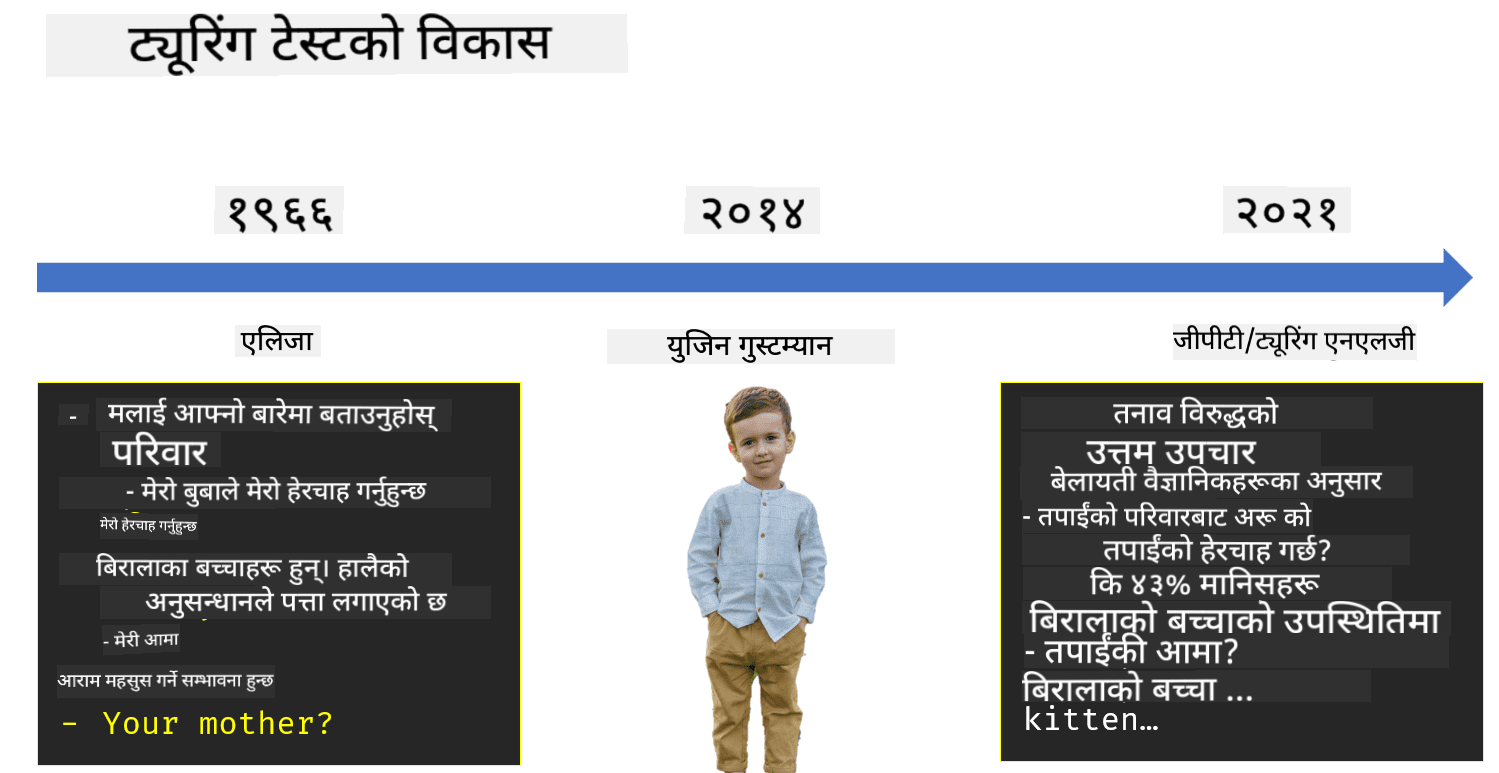 ट्यूरिंग टेस्टको विकास
१९६६
२०१४
२०२१
एलिजा
युजिन गुस्टम्यान
जीपीटी/ट्यूरिंग एनएलजी
- मलाई आफ्नो बारेमा बताउनुहोस्
परिवार
- मेरो बुबाले मेरो हेरचाह गर्नुहुन्छ
मेरो हेरचाह गर्नुहुन्छ
बिरालाका बच्चाहरू हुन्। हालैको
अनुसन्धानले पत्ता लगाएको छ
- मेरी आमा
आराम महसुस गर्ने सम्भावना हुन्छ
- Your mother?
तनाव विरुद्धको
उत्तम उपचार
बेलायती वैज्ञानिकहरूका अनुसार
- तपाईंको परिवारबाट अरू को
तपाईंको हेरचाह गर्छ?
कि ४३% मानिसहरू
बिरालाको बच्चाको उपस्थितिमा
- तपाईंकी आमा?
बिरालाको बच्चा ...
kitten…